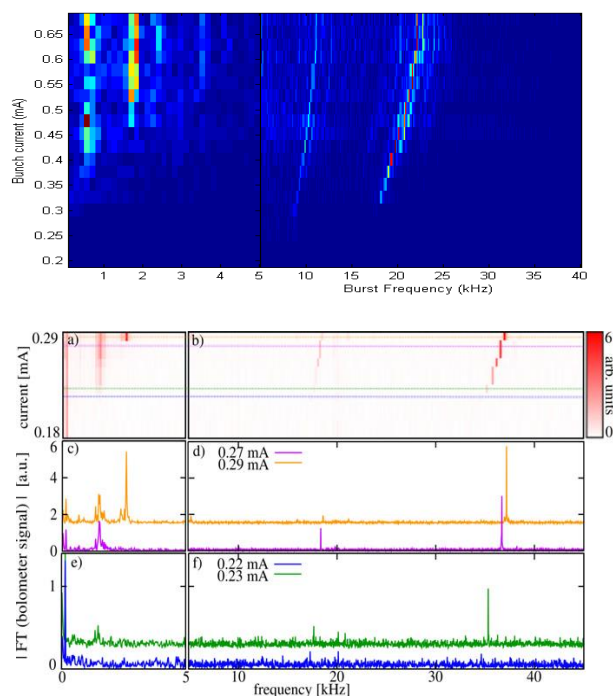 0.65
0.6
0.55
0.5
0.45
0.4
0.35
0.3
0.25
0.2
Bunch current (mA)
1 2 3 4 5 10 15 20 25 30 35 40
Burst Frequency (kHz)
a) b)
0.29
0.18
current [mA]
6
0
arb. units
c) d)
0.27 mA
0.29 mA
6
4
2
0
10 20 30 40
e) f)
0.22 mA
0.23 mA
1
0
| FT (bolometer signal) | [a.u.]
0 5 10 20 30 40
frequency [kHz]